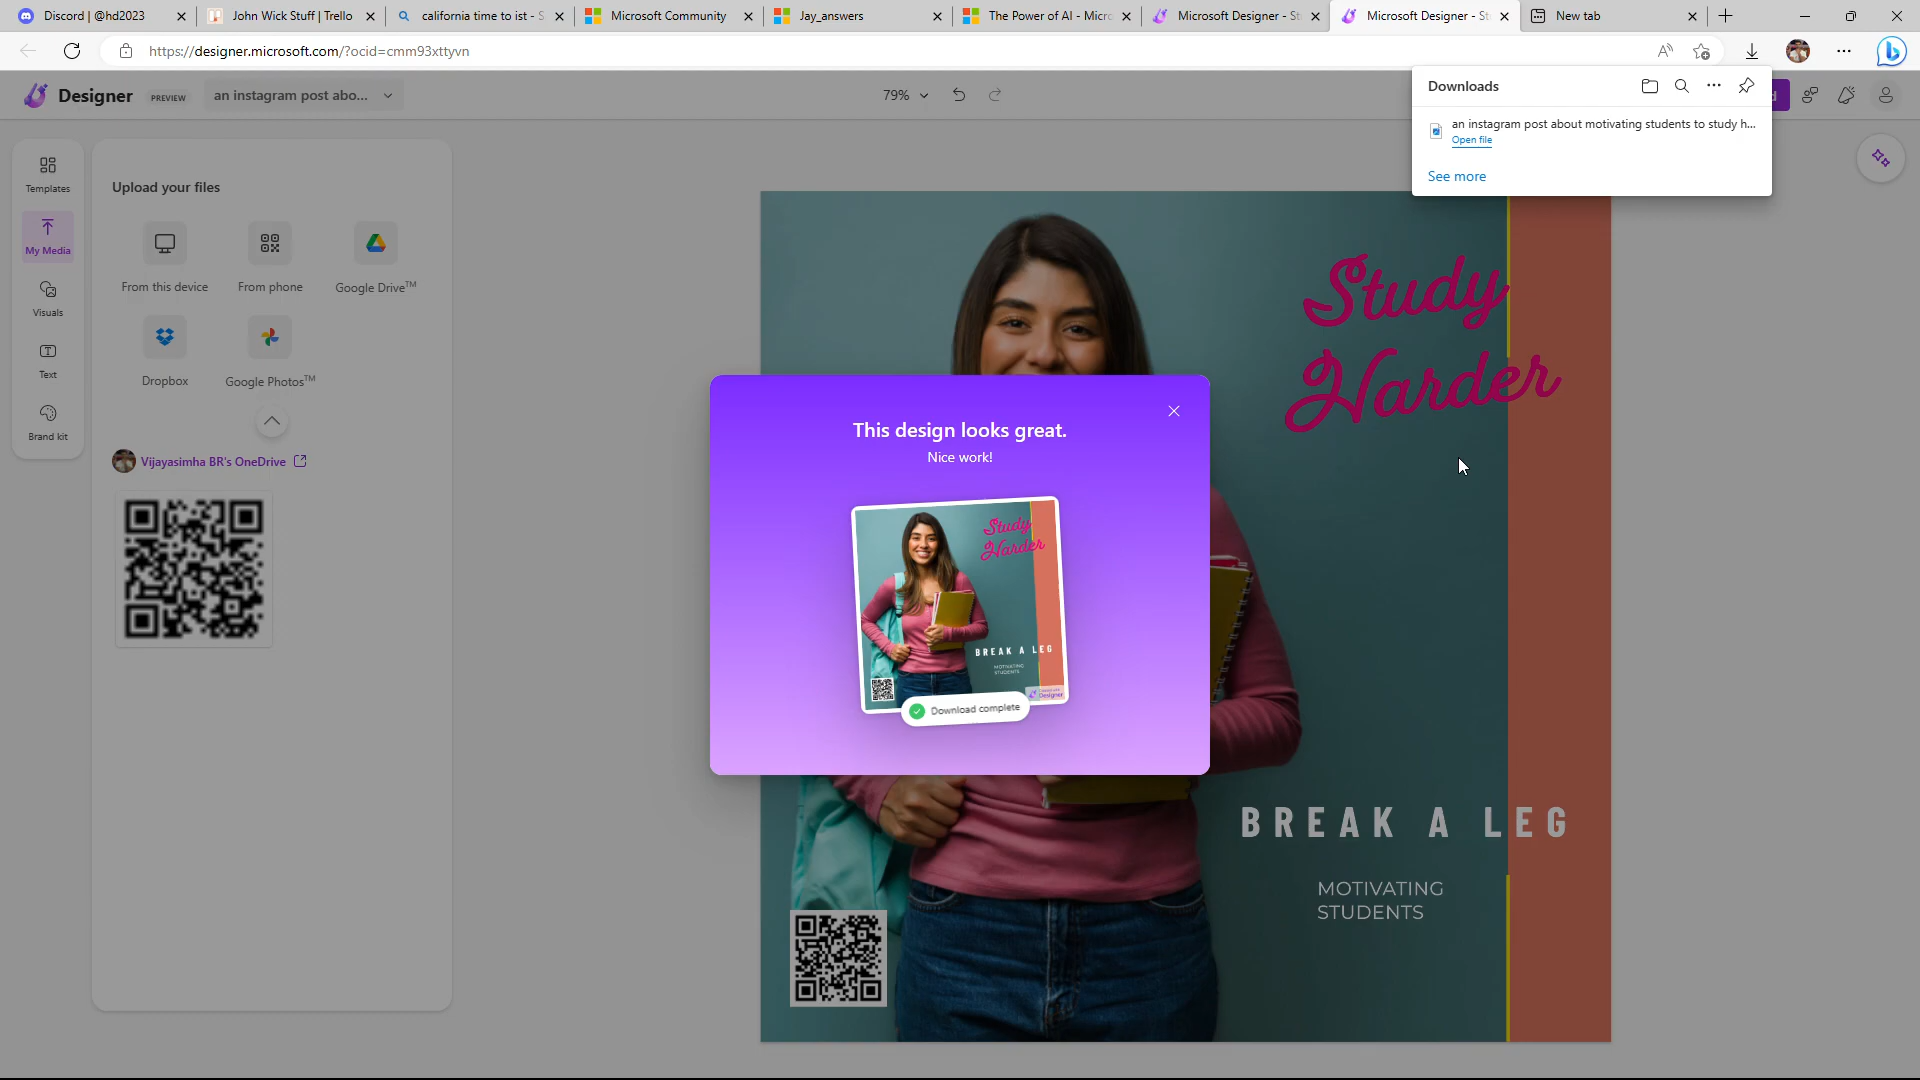 Discord | @hd2023
John Wick Stuff | Trello
california time to ist - S
Microsoft Community
Jay_answers
The Power of AI - Micr
Microsoft Designer - St
Microsoft Designer - St
New tab
https://designer.microsoft.com/?ocid=cmm93xttyvn
Designer
PREVIEW
an instagram post abo...
79%
Downloads
an instagram post about motivating students to study h...
Open file
See more
Templates
My Media
Visuals
Text
Brand kit
Upload your files
From this device
From phone
Google Drive™
Dropbox
Google Photos™
Vijayasimha BR's OneDrive
Study
Harder
BREAK A LEG
MOTIVATING
STUDENTS
This design looks great.
Nice work!
Study
Harder
BREAK A LEG
MOTIVATING
STUDENTS
Designer
Download complete